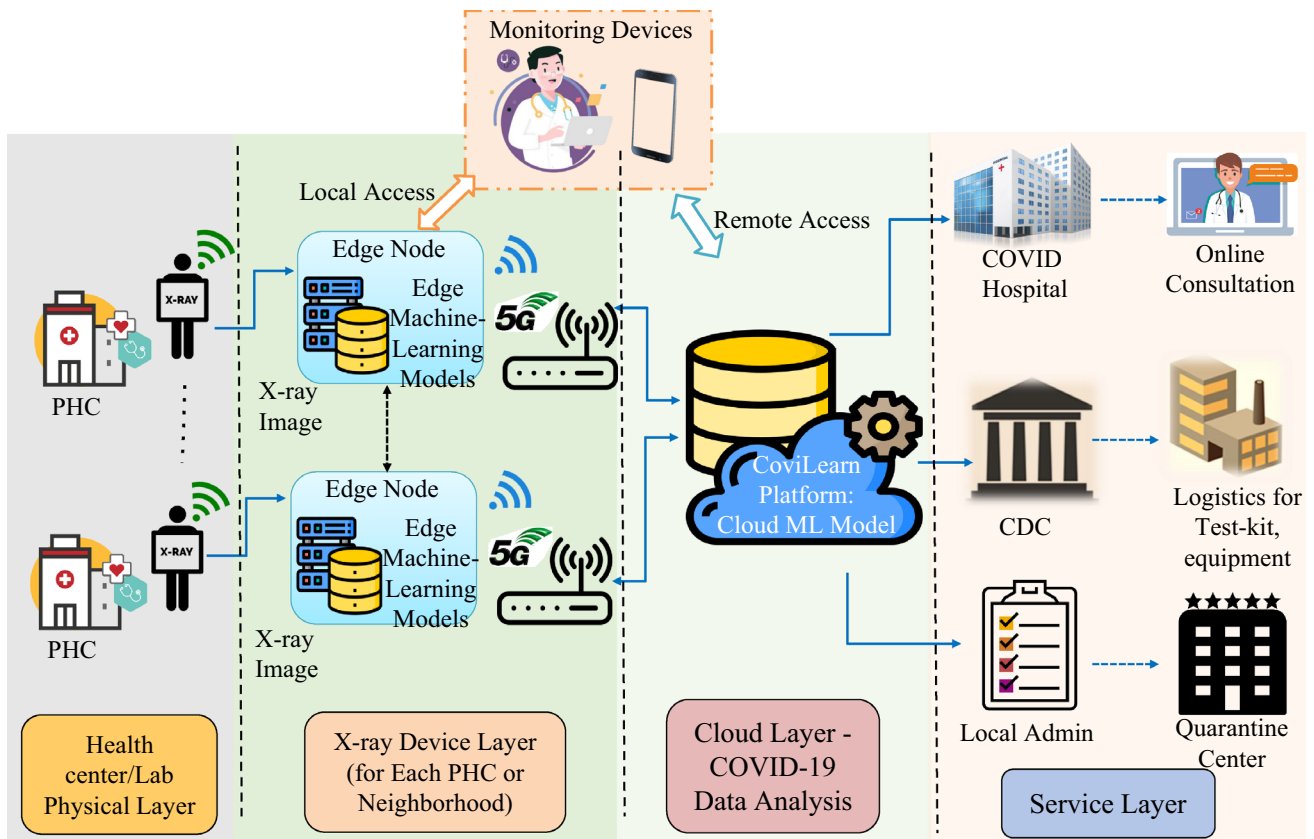 Monitoring Devices
Local Access
Remote Access
X-RAY
PHC
Edge Node
Edge
Machine-
Learning
Models
5G
X-ray
Image
X-RAY
PHC
Edge Node
Edge
Machine-
Learning
Models
5G
X-ray
Image
CoviLearn
Platform:
Cloud ML Model
COVID
Hospital
Online
Consultation
CDC
Logistics for
Test-kit,
equipment
Local Admin
Quarantine
Center
Health
center/Lab
Physical Layer
X-ray Device Layer
(for Each PHC or
Neighborhood)
Cloud Layer -
COVID-19
Data Analysis
Service Layer